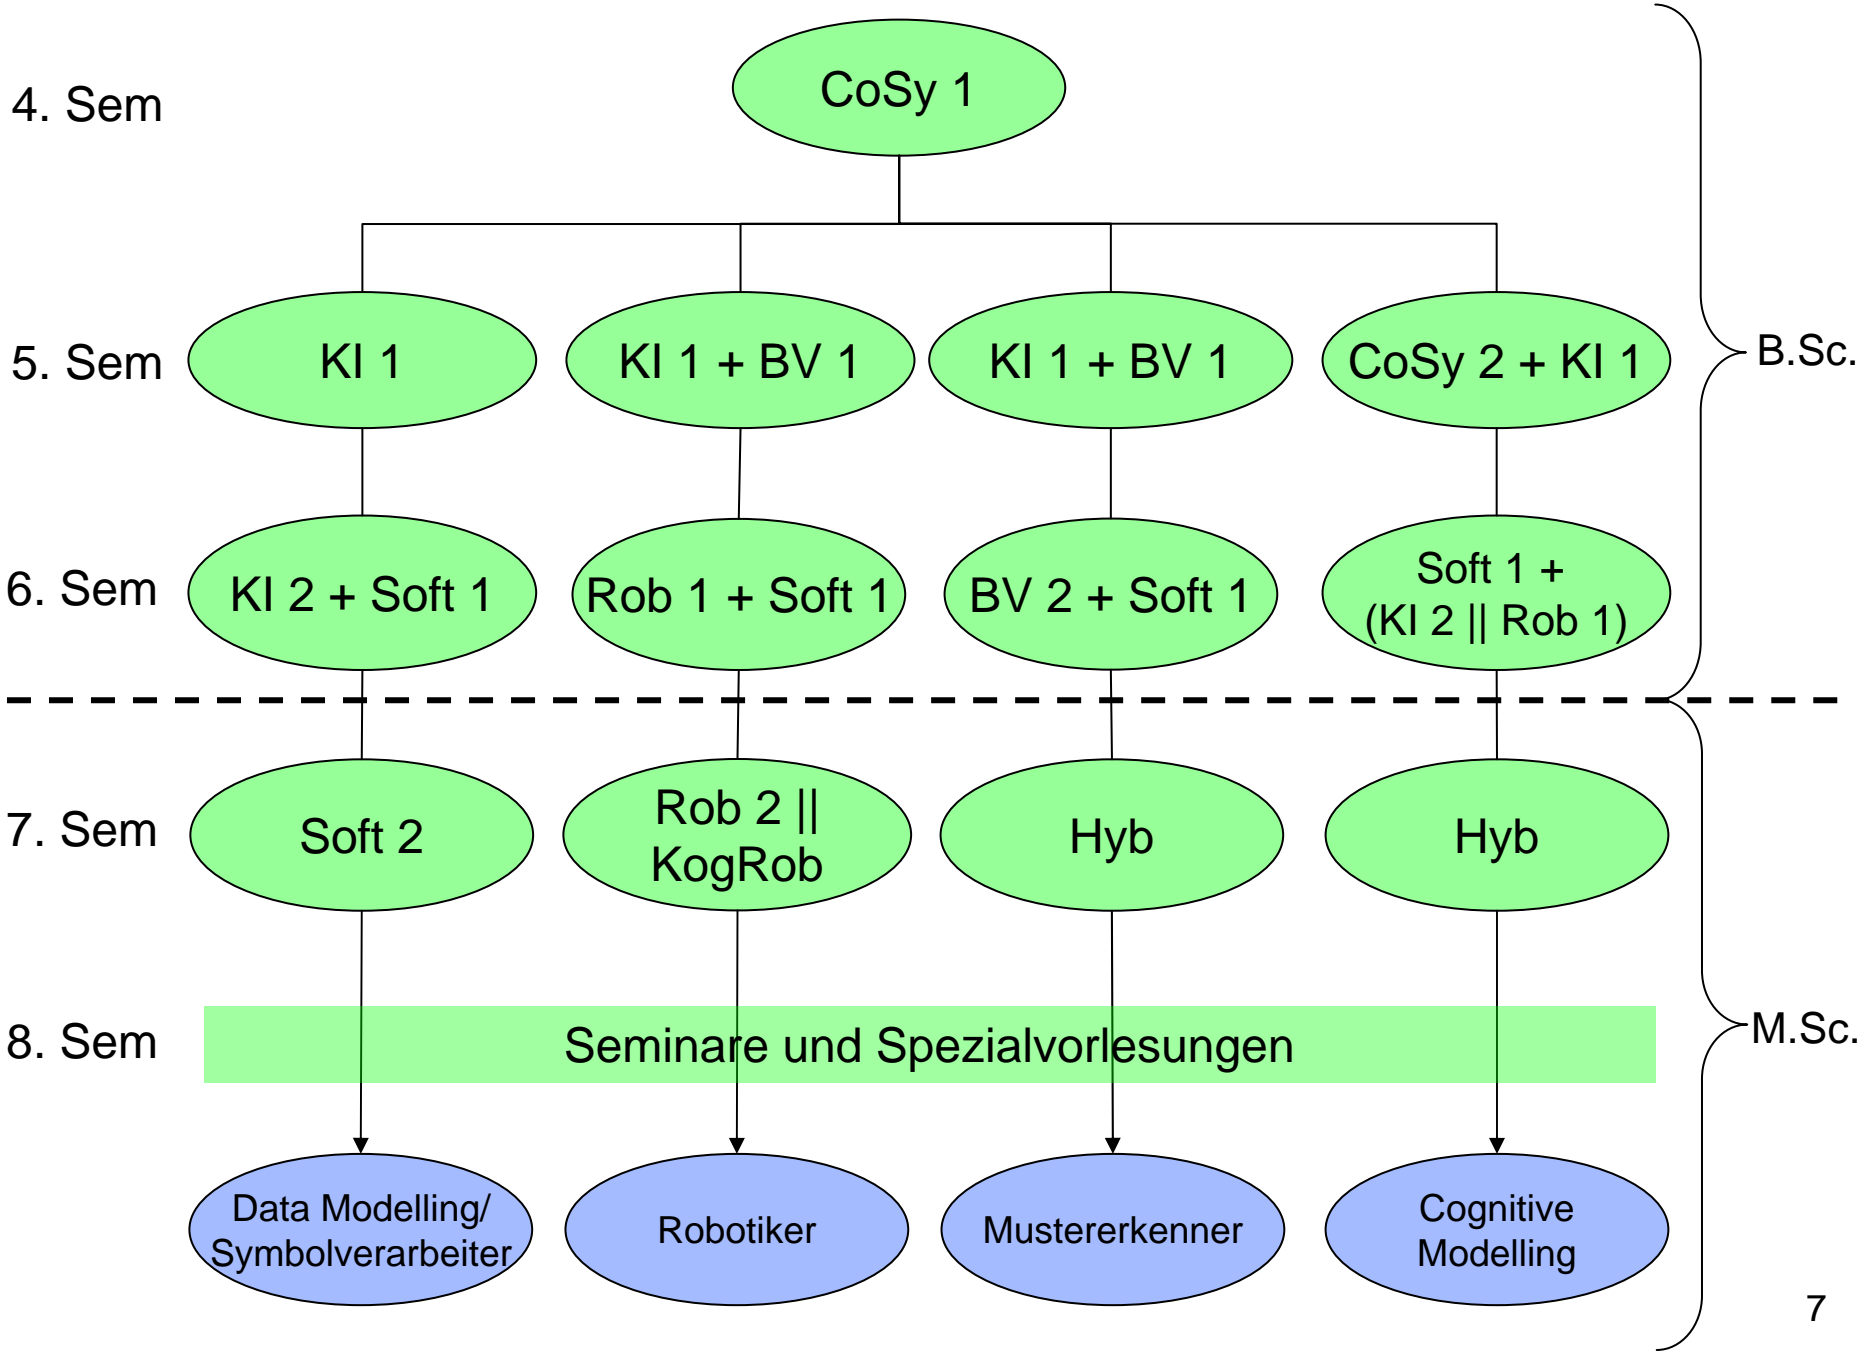 4. Sem
CoSy 1
5. Sem
KI 1
KI 1 + BV 1
KI 1 + BV 1
CoSy 2 + KI 1
B.Sc.
6. Sem
KI 2 + Soft 1
Rob 1 + Soft 1
BV 2 + Soft 1
Soft 1 +
(KI 2 || Rob 1)
7. Sem
Soft 2
Rob 2 ||
KogRob
Hyb
Hyb
8. Sem
Seminare und Spezialvorlesungen
M.Sc.
Data Modelling/
Symbolverarbeiter
Robotiker
Mustererkenner
Cognitive
Modelling
7